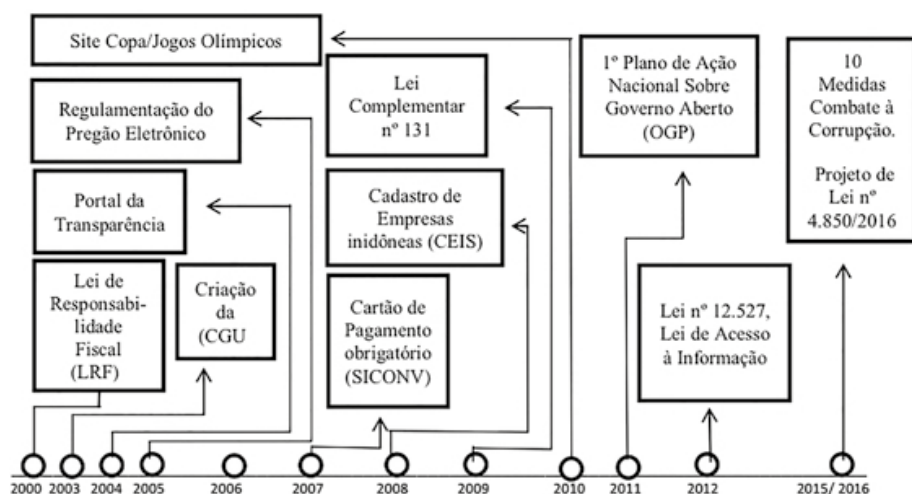 Site Copa/Jogos Olímpicos
Regulamentação do
Pregão Eletrônico
Portal da
Transparência
Lei de
Responsabi-
lidade
Fiscal
(LRF)
Criação
da
(CGU
Lei
Complementar
nº 131
Cadastro de
Empresas
inidôneas (CEIS)
Cartão de
Pagamento
obrigatório
(SICONV)
1º Plano de Ação
Nacional Sobre
Governo Aberto
(OGP)
Lei nº 12.527,
Lei de Acesso
à Informação
10
Medidas
Combate à
Corrupção.
Projeto de
Lei nº
4.850/2016
2000 2003 2004 2005 2006 2007 2008 2009 2010 2011 2012 2015/ 2016